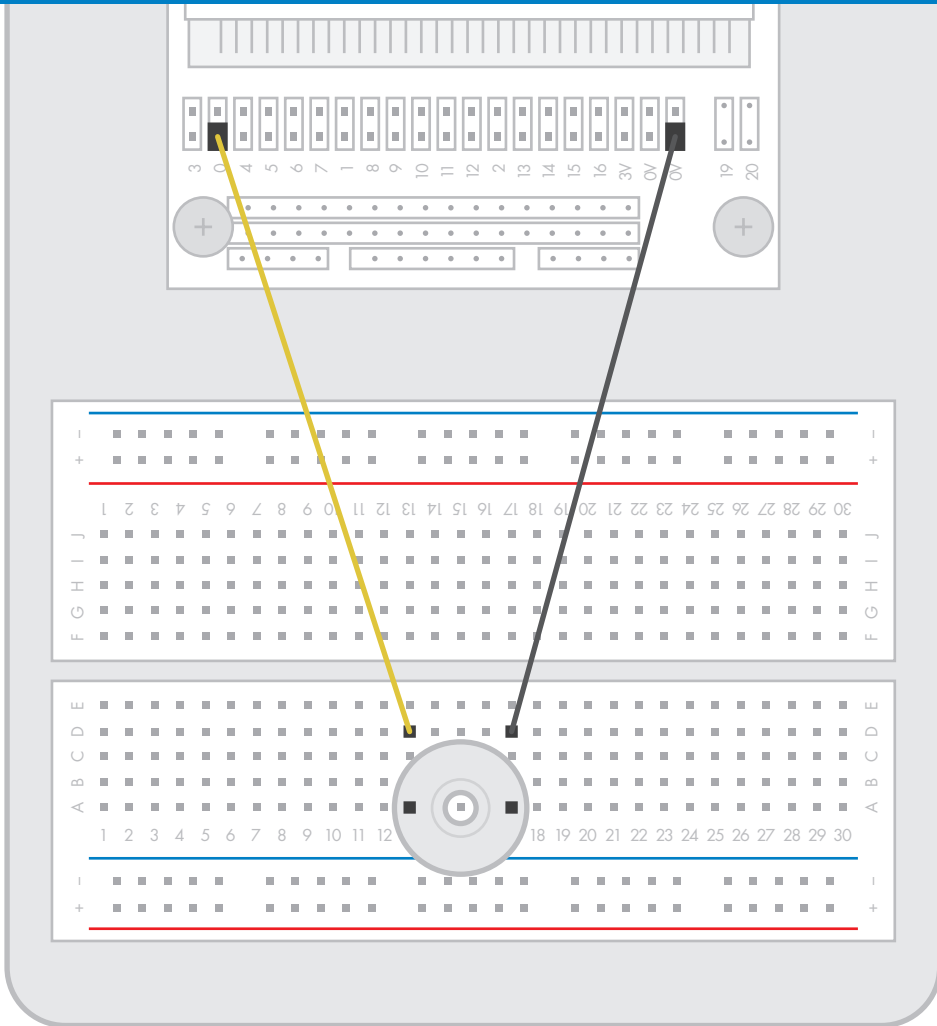 3 0 4 5 6 7 1 8 9 10 11 12 2 13 14 15 16 3V 0V 0V 19 20
− −
+ +
1 2 3 4 5 6 7 8 9 10 11 12 13 14 15 16 17 18 19 20 21 22 23 24 25 26 27 28 29 30
J J
I I
H H
G G
F F
E E
D D
C C
B B
A A
1 2 3 4 5 6 7 8 9 10 11 12 18 19 20 21 22 23 24 25 26 27 28 29 30
− −
+ +